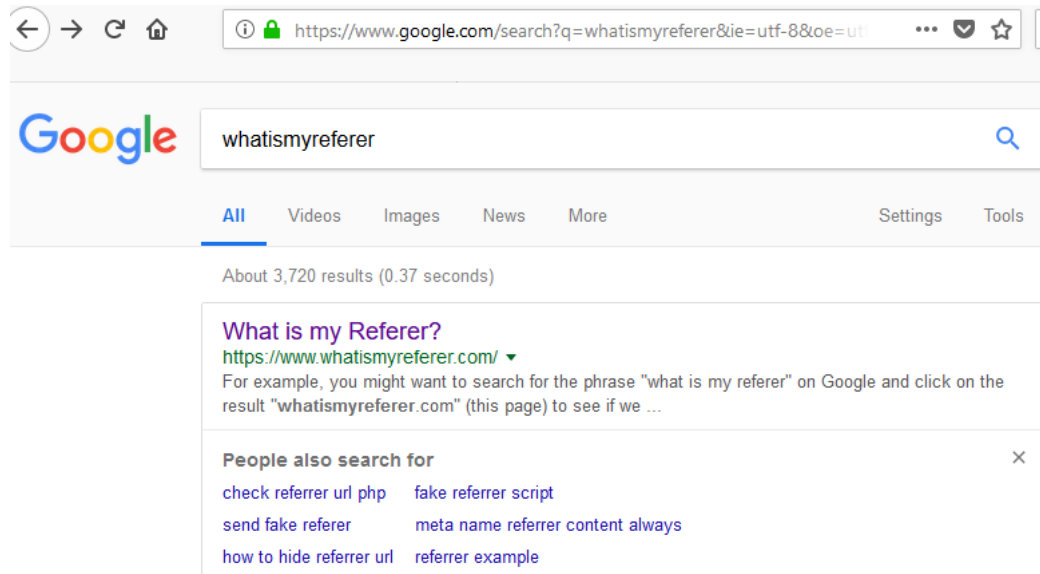 https://www.google.com/search?q=whatismyreferer&ie=utf-8&oe=ut
Google whatismyreferer
All Videos Images News More Settings Tools
About 3,720 results (0.37 seconds)
What is my Referer?
https://www.whatismyreferer.com/
For example, you might want to search for the phrase "what is my referer" on Google and click on the
result "whatismyreferer.com" (this page) to see if we ...
People also search for
check referrer url php fake referrer script
send fake referer meta name referrer content always
how to hide referrer url referrer example